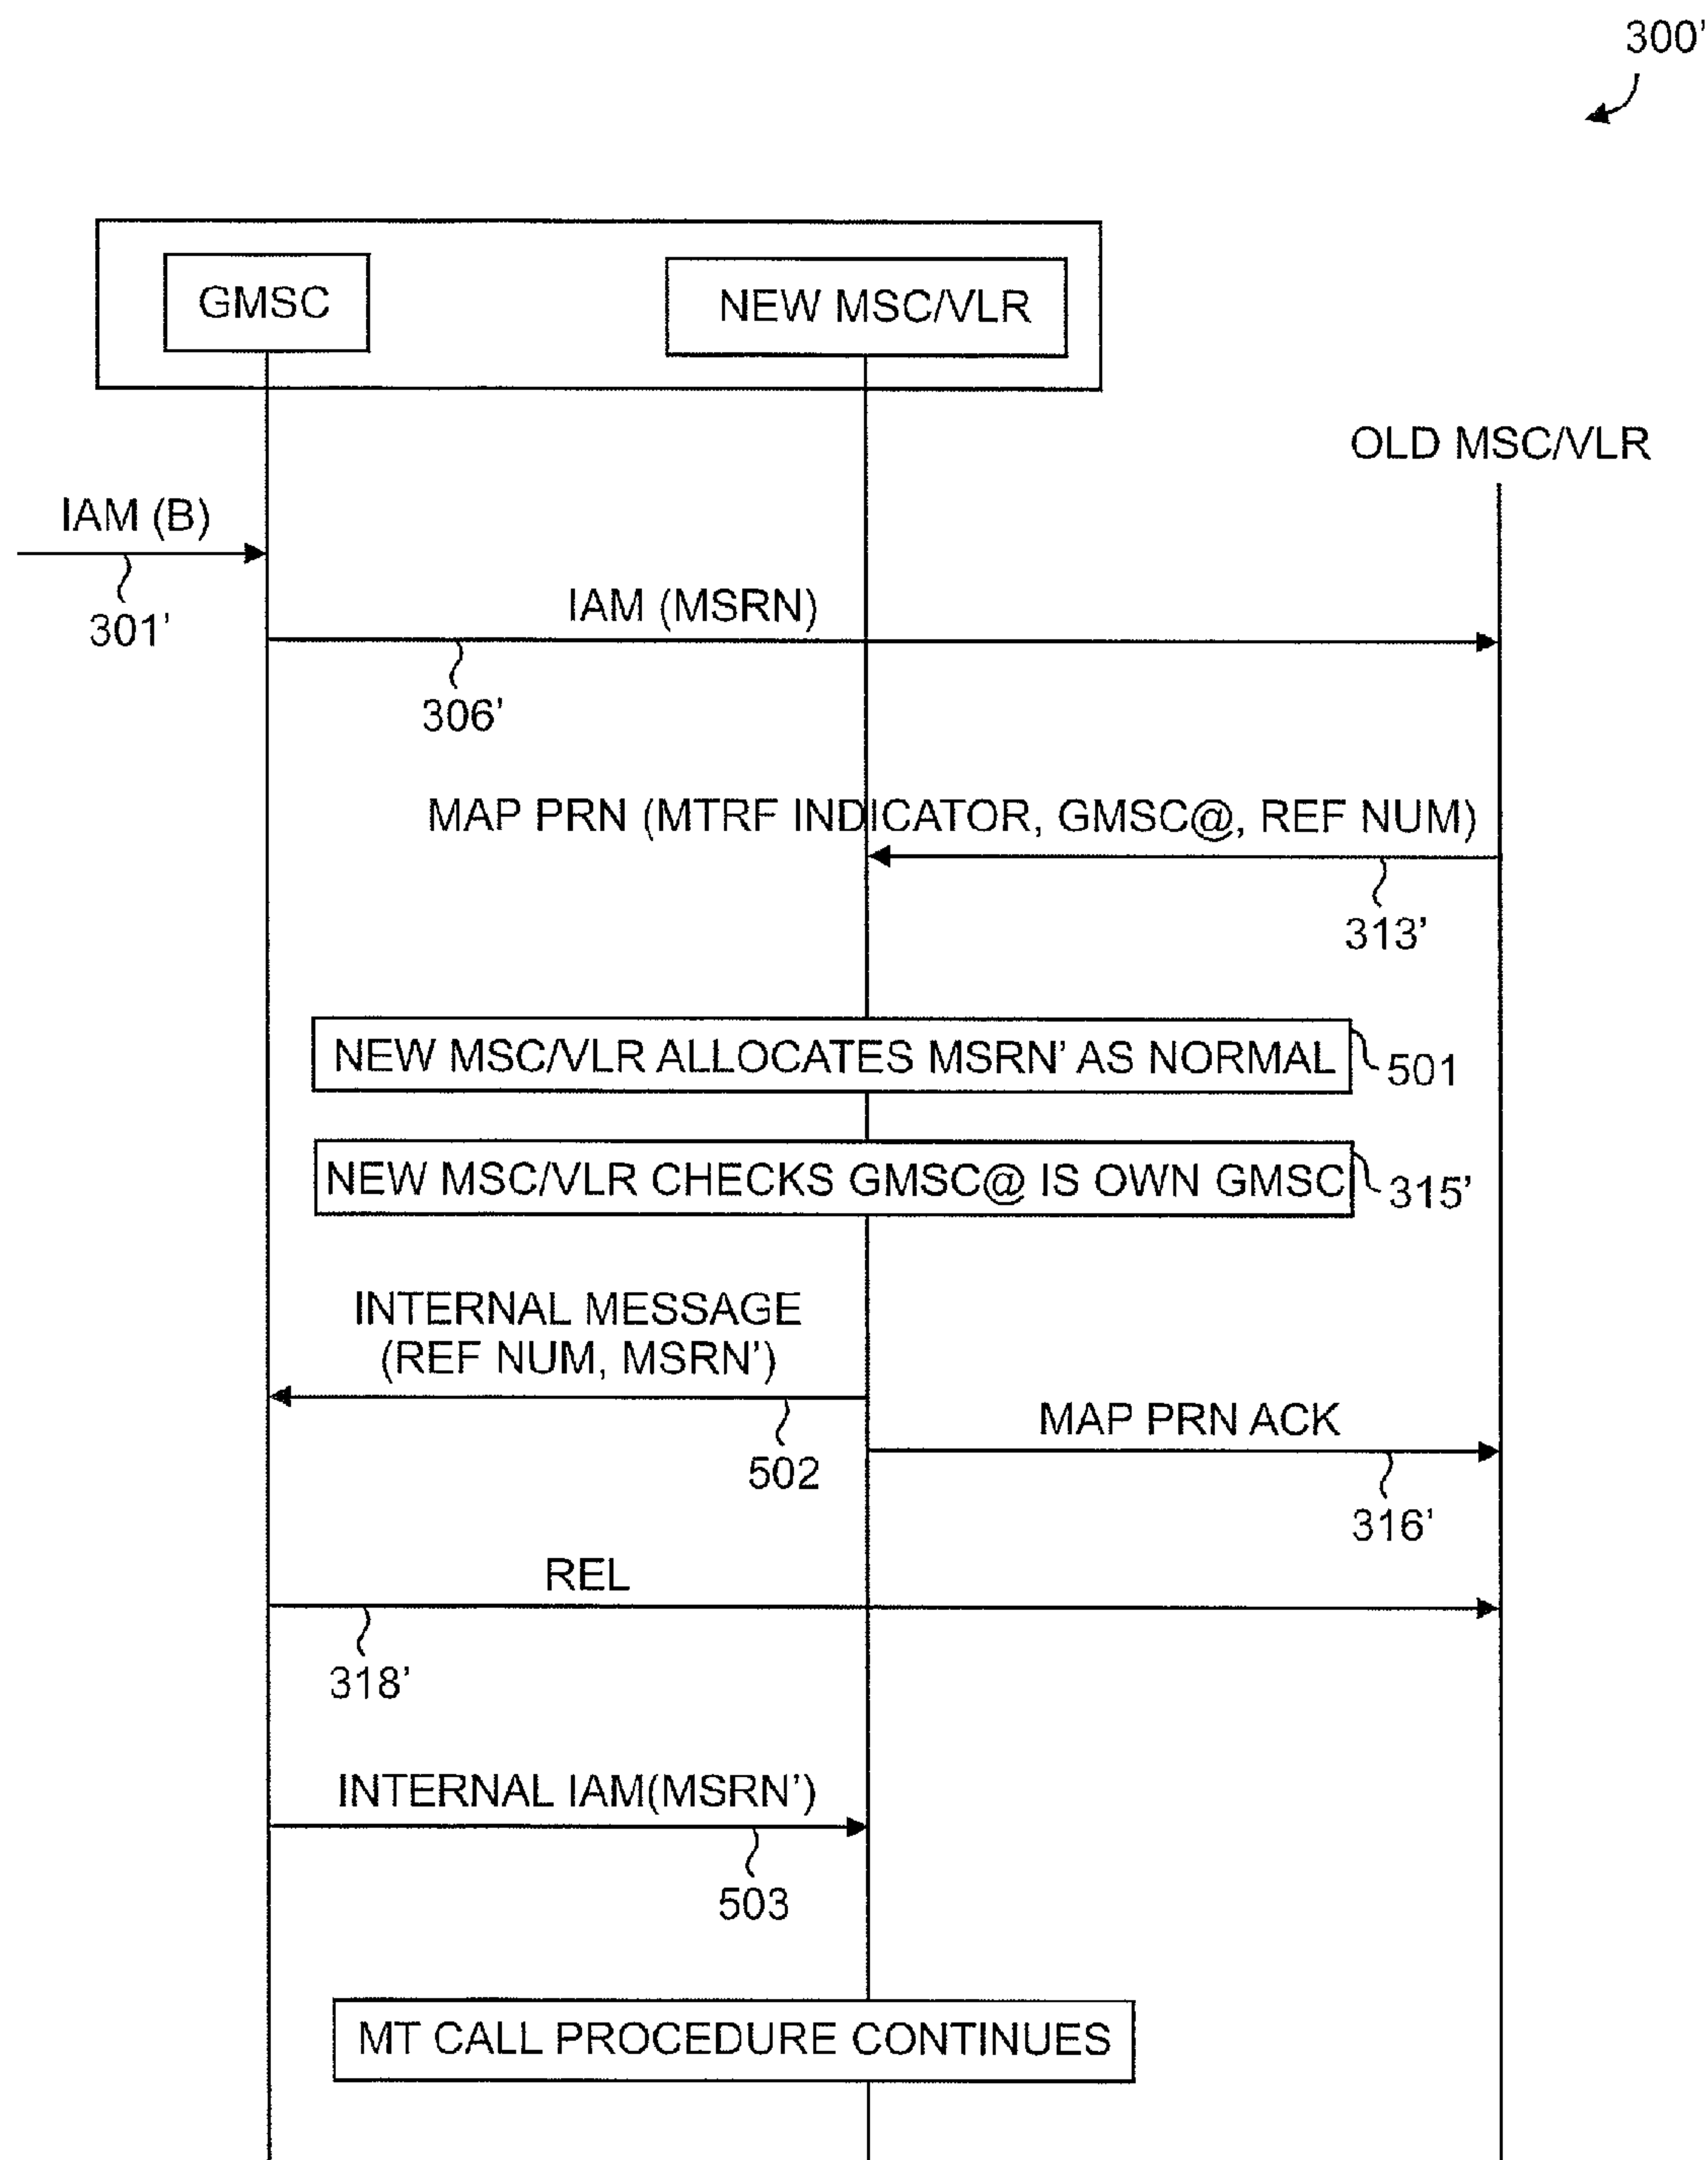 300'
GMSC
NEW MSC/VLR
OLD MSC/VLR
IAM (B)
301'
IAM (MSRN)
306'
MAP PRN (MTRF INDICATOR, GMSC@, REF NUM)
313'
NEW MSC/VLR ALLOCATES MSRN' AS NORMAL
501
NEW MSC/VLR CHECKS GMSC@ IS OWN GMSC
315'
INTERNAL MESSAGE
(REF NUM, MSRN')
502
MAP PRN ACK
316'
REL
318'
INTERNAL IAM(MSRN')
503
MT CALL PROCEDURE CONTINUES